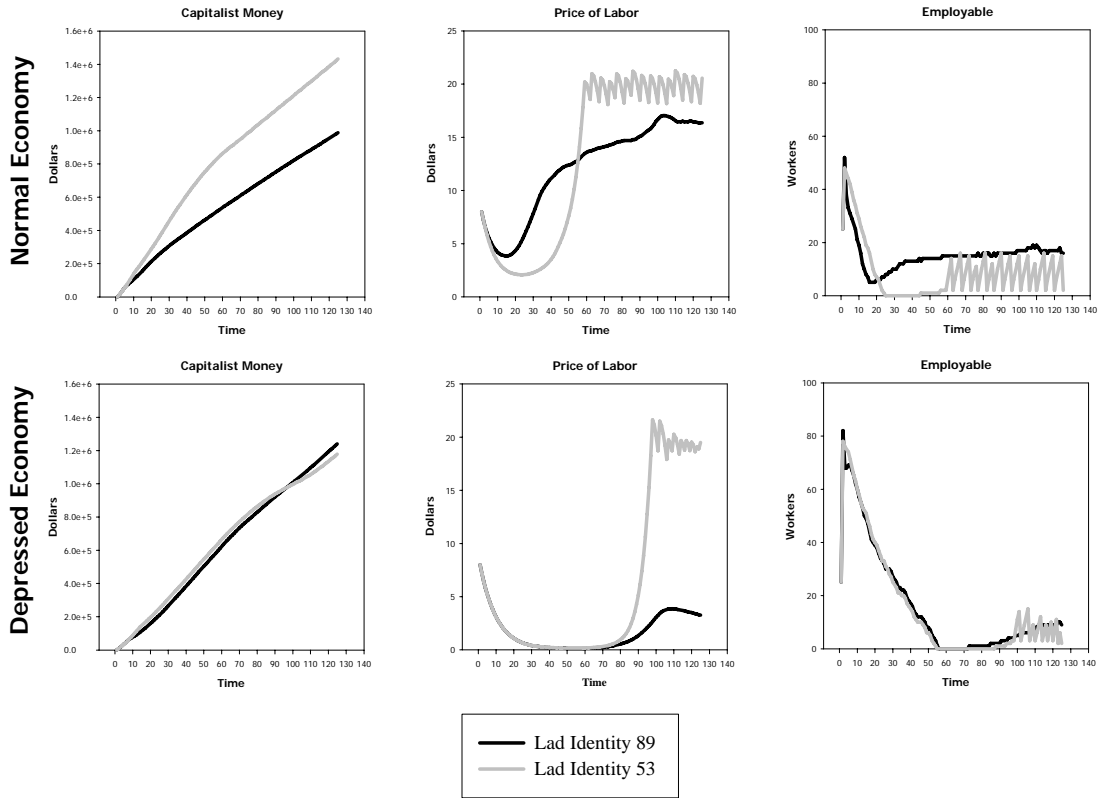 Normal Economy
Capitalist Money
Dollars
1.6e+6
1.4e+6
1.2e+6
1.0e+6
8.0e+5
6.0e+5
4.0e+5
2.0e+5
0.0
0 10 20 30 40 50 60 70 80 90 100 110 120 130 140
Time
Price of Labor
Dollars
25
20
15
10
5
0
0 10 20 30 40 50 60 70 80 90 100 110 120 130 140
Time
Employable
Workers
100
80
60
40
20
0
0 10 20 30 40 50 60 70 80 90 100 110 120 130 140
Time
Depressed Economy
Capitalist Money
Dollars
1.6e+6
1.4e+6
1.2e+6
1.0e+6
8.0e+5
6.0e+5
4.0e+5
2.0e+5
0.0
0 10 20 30 40 50 60 70 80 90 100 110 120 130 140
Time
Price of Labor
Dollars
25
20
15
10
5
0
0 10 20 30 40 50 60 70 80 90 100 110 120 130 140
Time
Employable
Workers
100
80
60
40
20
0
0 10 20 30 40 50 60 70 80 90 100 110 120 130 140
Time
Lad Identity 89
Lad Identity 53